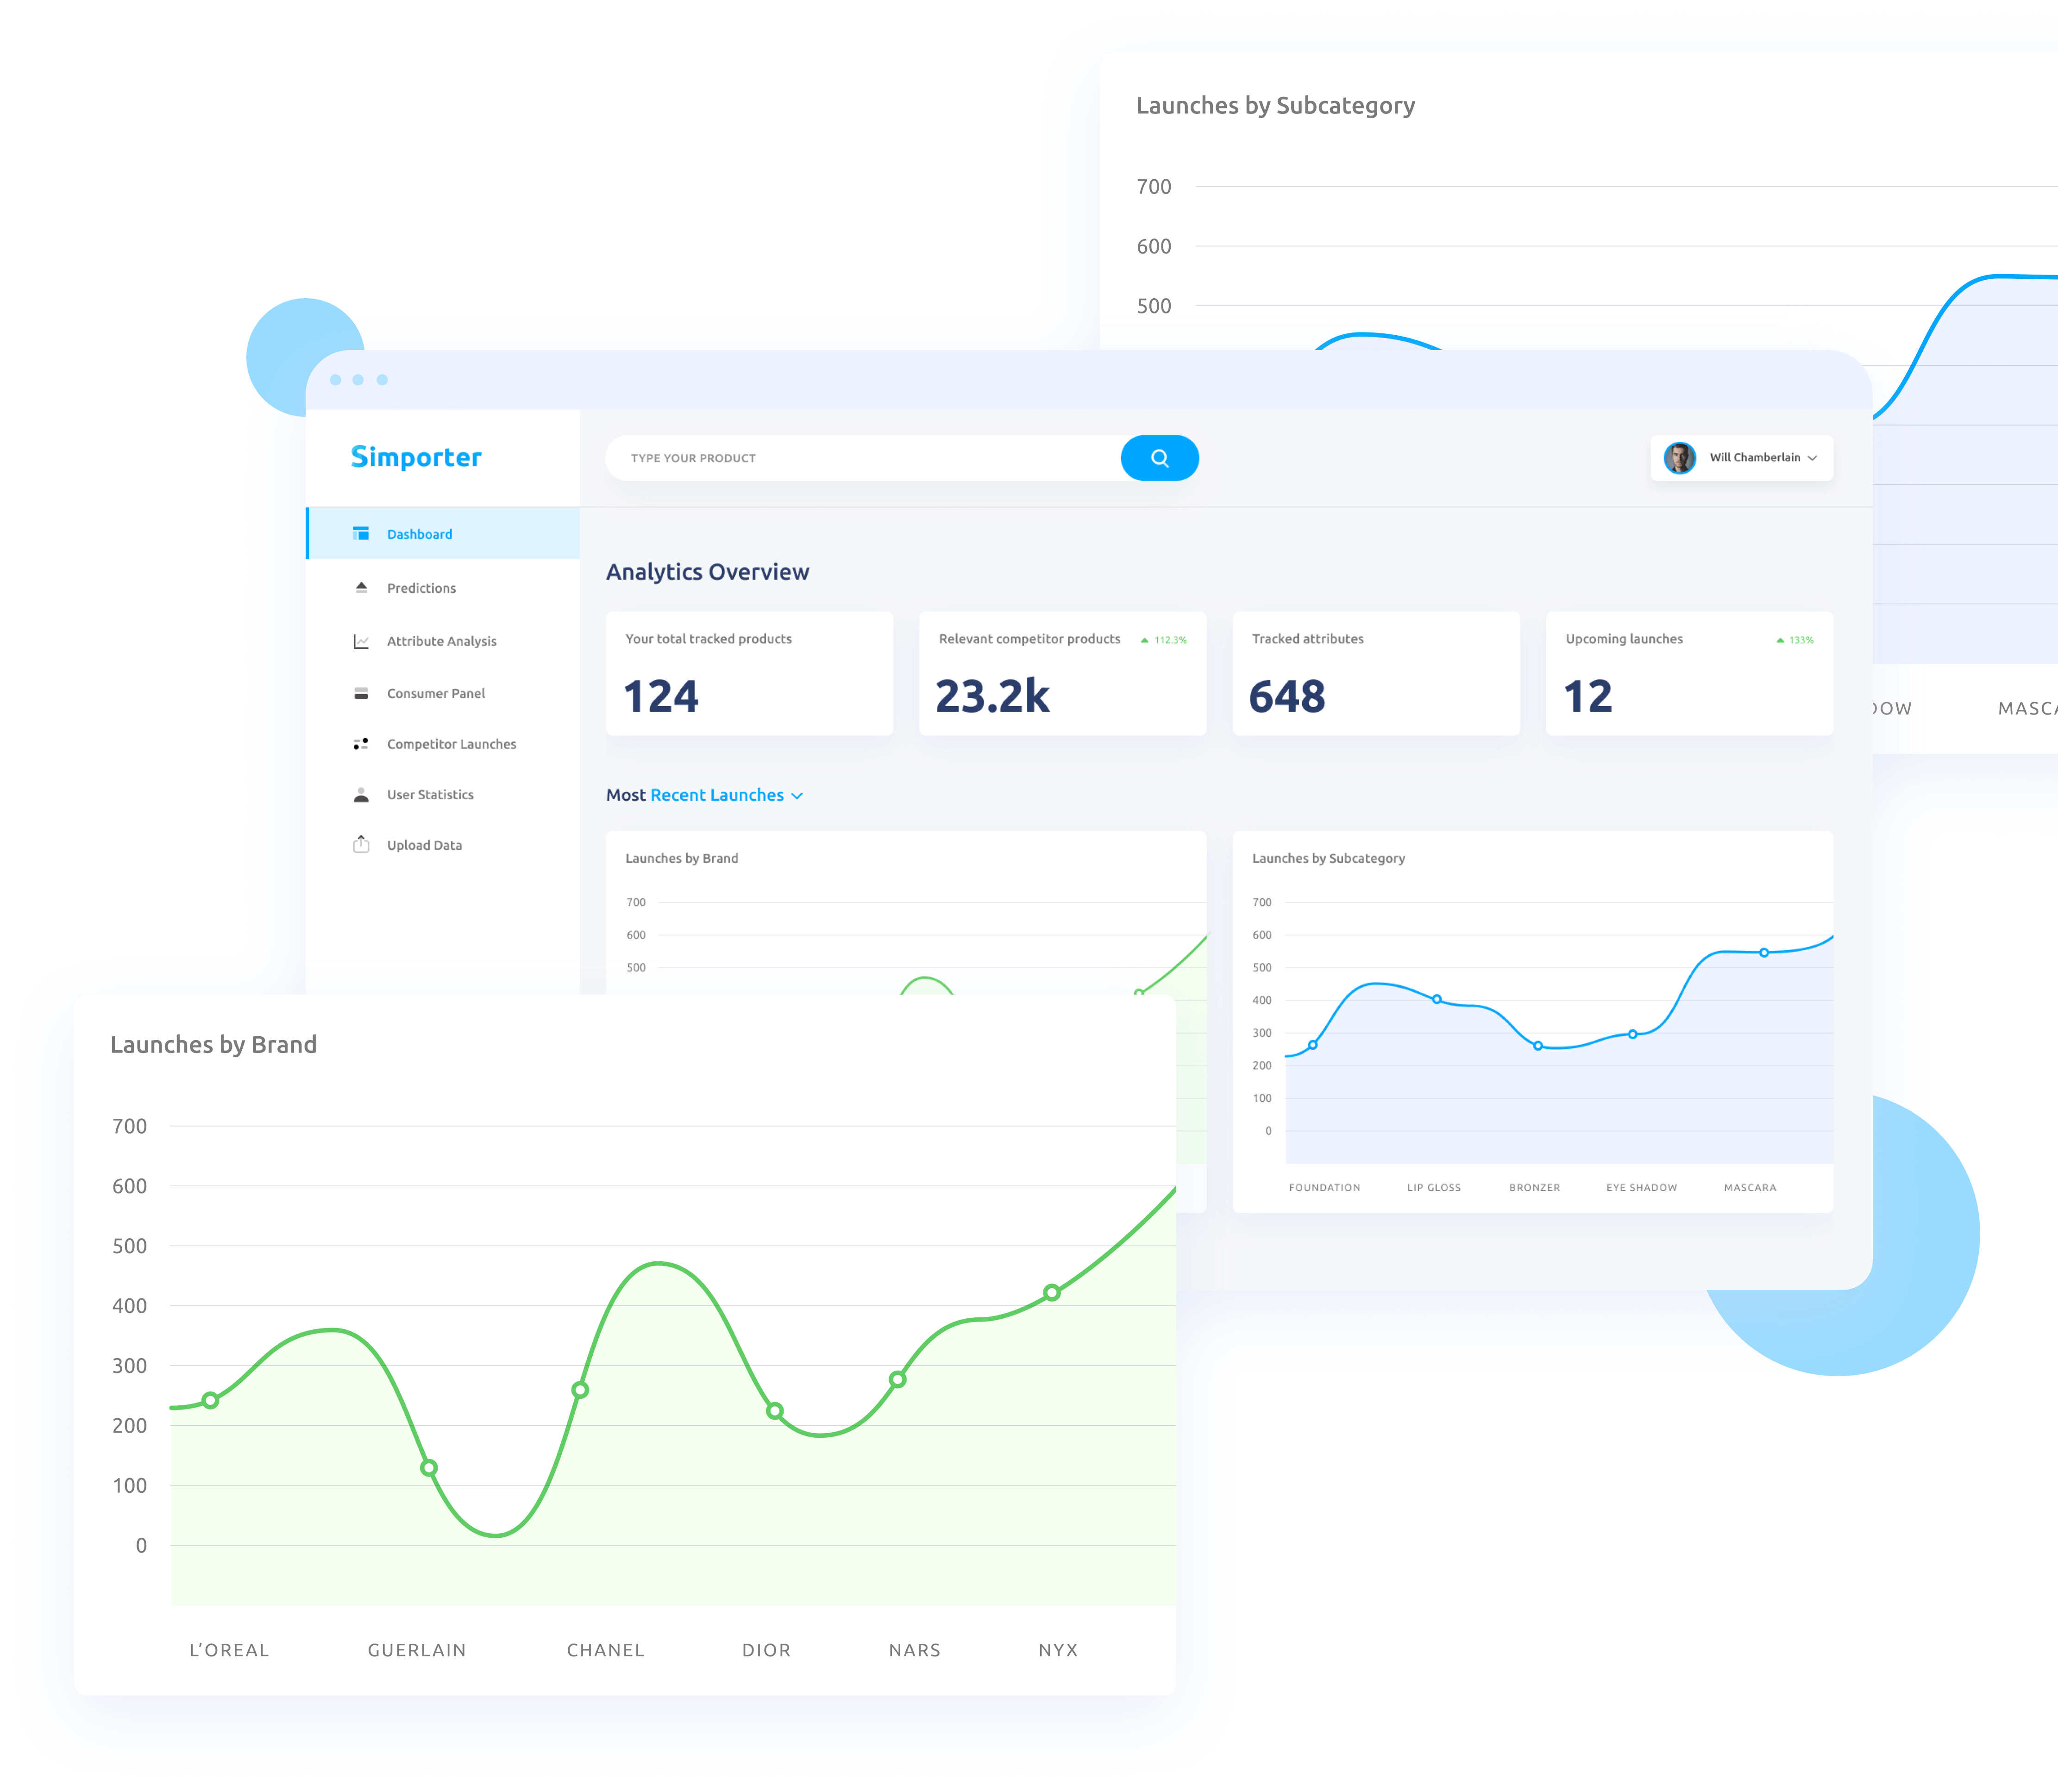 Launches by Subcategory
700
600
500
Simporter
TYPE YOUR PRODUCT
Will Chamberlain
Dashboard
Predictions
Attribute Analysis
Consumer Panel
Competitor Launches
User Statistics
Upload Data
Analytics Overview
Your total tracked products
124
Relevant competitor products 112.3%
23.2k
Tracked attributes
648
Upcoming launches 133%
12
DOW MASCA
Most Recent Launches
Launches by Brand
700
600
500
Launches by Subcategory
700
600
500
400
300
200
100
0
FOUNDATION LIP GLOSS BRONZER EYE SHADOW MASCARA
Launches by Brand
700
600
500
400
300
200
100
0
L’OREAL GUERLAIN CHANEL DIOR NARS NYX